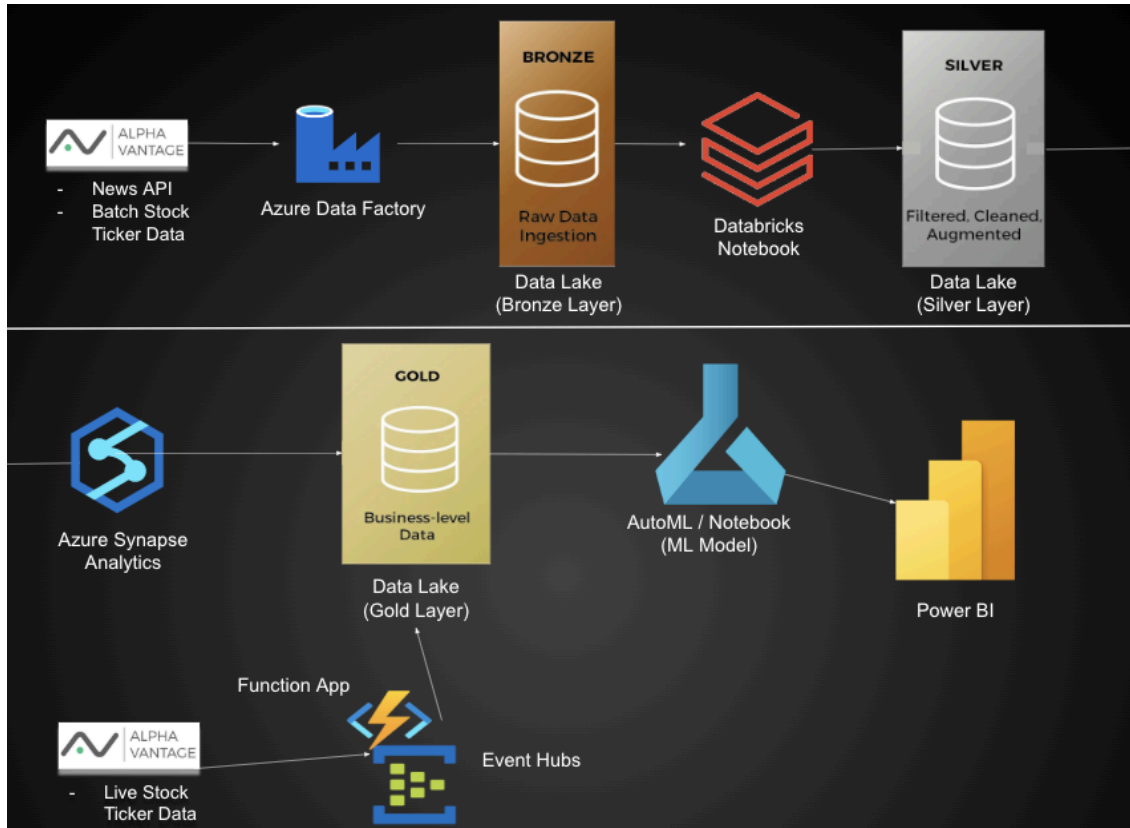 BRONZE
SILVER
ALPHA
VANTAGE
- News API
- Batch Stock
Ticker Data
Azure Data Factory
Raw Data
Ingestion
Data Lake
(Bronze Layer)
Databricks
Notebook
Filtered, Cleaned,
Augmented
Data Lake
(Silver Layer)
Azure Synapse
Analytics
GOLD
Business-level
Data
Data Lake
(Gold Layer)
AutoML / Notebook
(ML Model)
Power BI
Function App
ALPHA
VANTAGE
- Live Stock
Ticker Data
Event Hubs